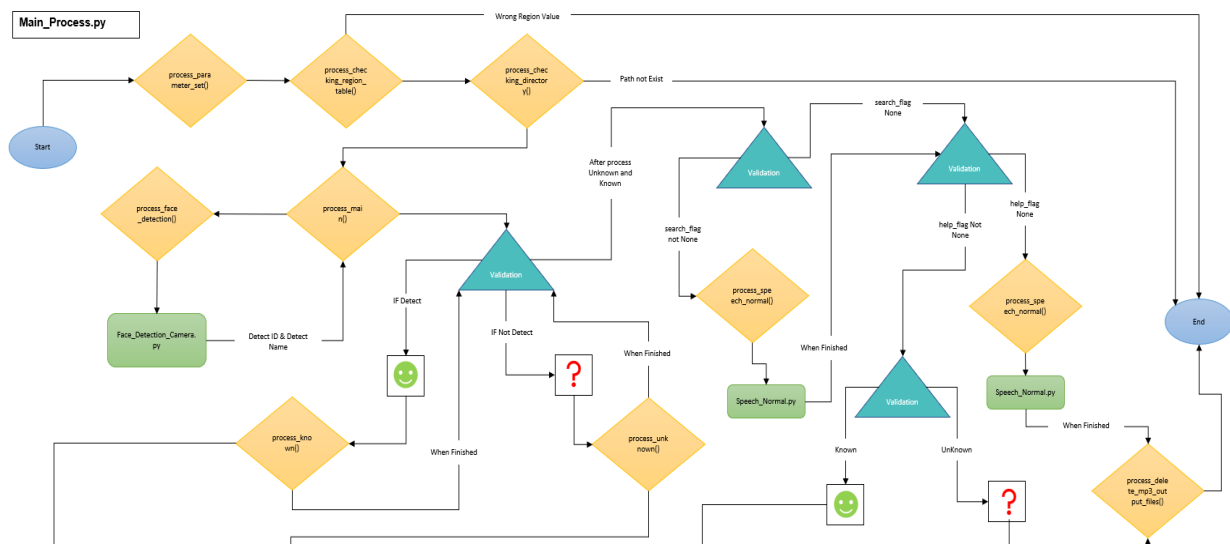 Main_Process.py
Wrong Region Value
process_para
meter_set()
process_chec
king_region_
table()
process_che
cking_director
y()
Path not Exist
Start
After process
Unknown and
Known
Validation
search_flag
None
Validation
process_face
_detection()
process_mai
n()
Validation
search_flag
not None
help_flag Not
None
help_flag
None
process_spe
ech_normal()
process_spe
ech_normal()
End
Face_Detection_Camera.
py
Detect ID & Detect
Name
IF Detect
IF Not Detect
When Finished
When Finished
Speech_Normal.py
Validation
Speech_Normal.py
When Finished
process_kno
wn()
When Finished
process_unk
nown()
Known
UnKnown
process_dele
te_mp3_out
put_files()